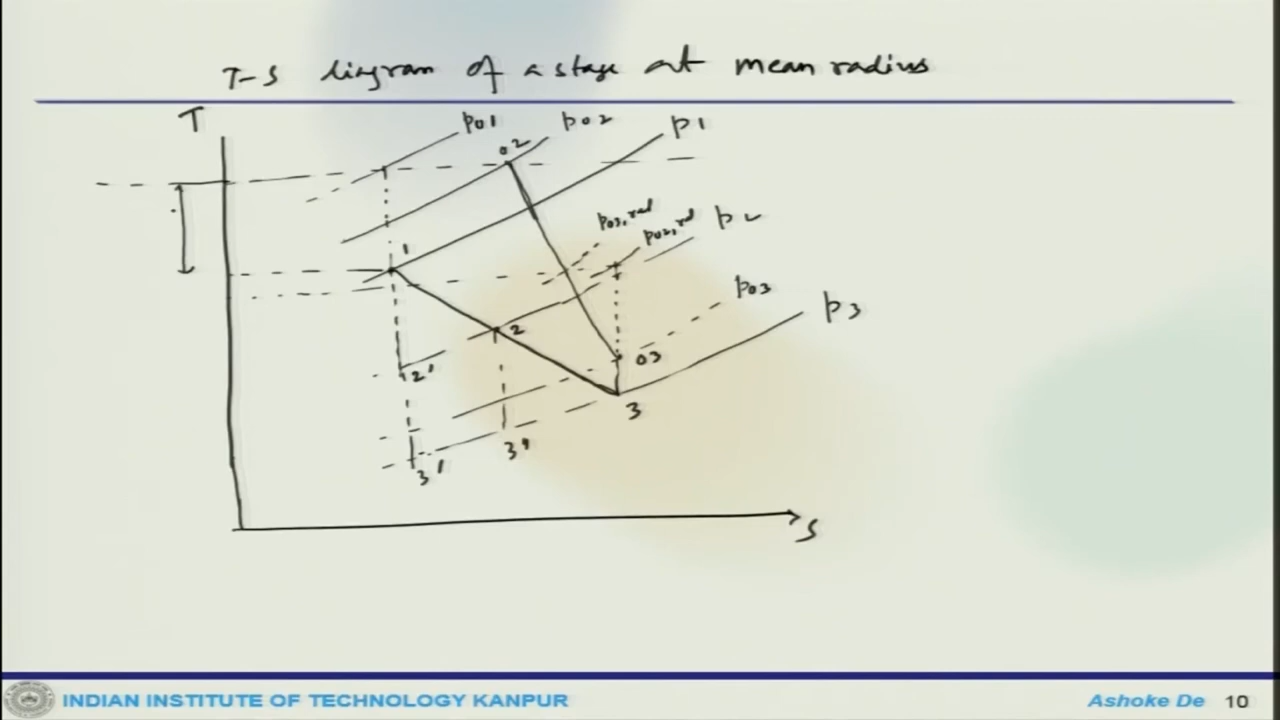 T-S diagram of a stage at mean radius
T
p01
p02
p1
02
1
p03,rel
p02,rel
p2
p03
p3
2
03
2'
3
3'
3'
S
INDIAN INSTITUTE OF TECHNOLOGY KANPUR
Ashoke De 10